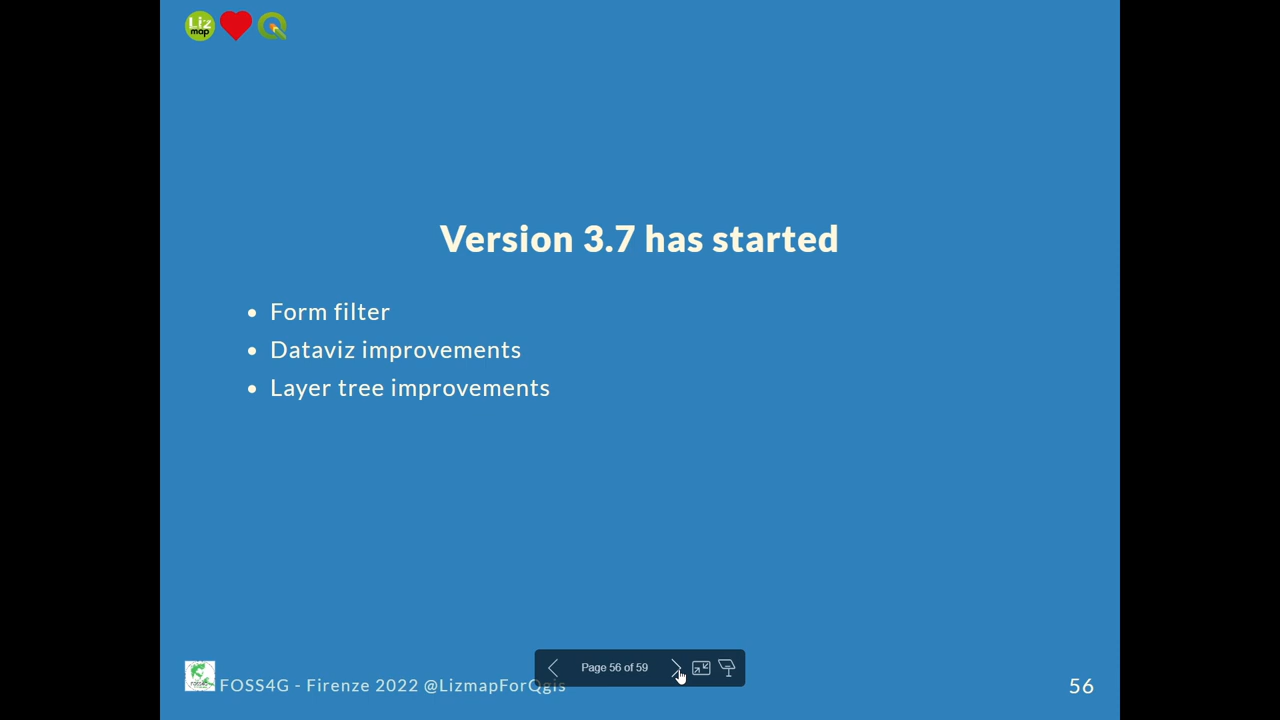 Liz
map
Version 3.7 has started
• Form filter
• Dataviz improvements
• Layer tree improvements
Page 56 of 59
FOSS4G - Firenze 2022 @LizmapForQgis
56